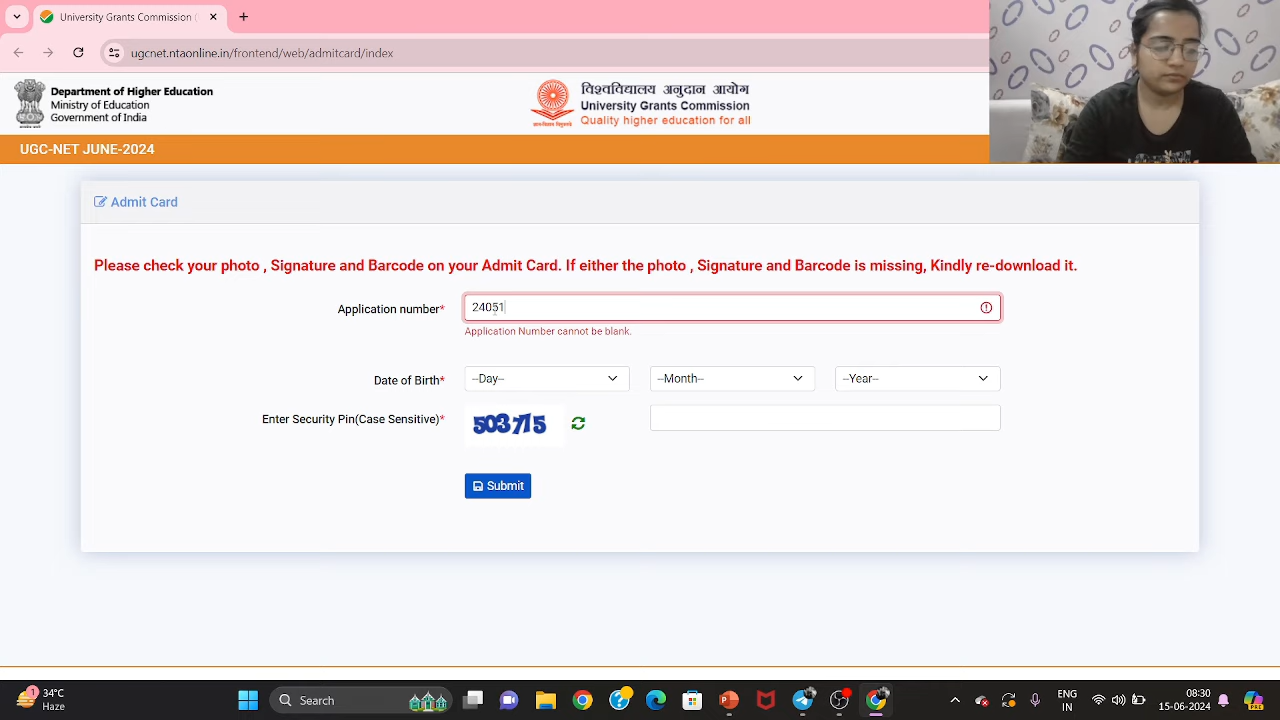 University Grants Commission (
ugcnet.ntaonline.in/frontend/web/admitcard/index
Department of Higher Education
Ministry of Education
Government of India
विश्वविद्यालय अनुदान आयोग
University Grants Commission
Quality higher education for all
UGC-NET JUNE-2024
Admit Card
Please check your photo , Signature and Barcode on your Admit Card. If either the photo , Signature and Barcode is missing, Kindly re-download it.
Application number*
24051
Application Number cannot be blank.
Date of Birth*
--Day--
--Month--
--Year--
Enter Security Pin(Case Sensitive)*
503775
Submit
1
34°C
Haze
Search
ENG
IN
08:30
15-06-2024
PRE